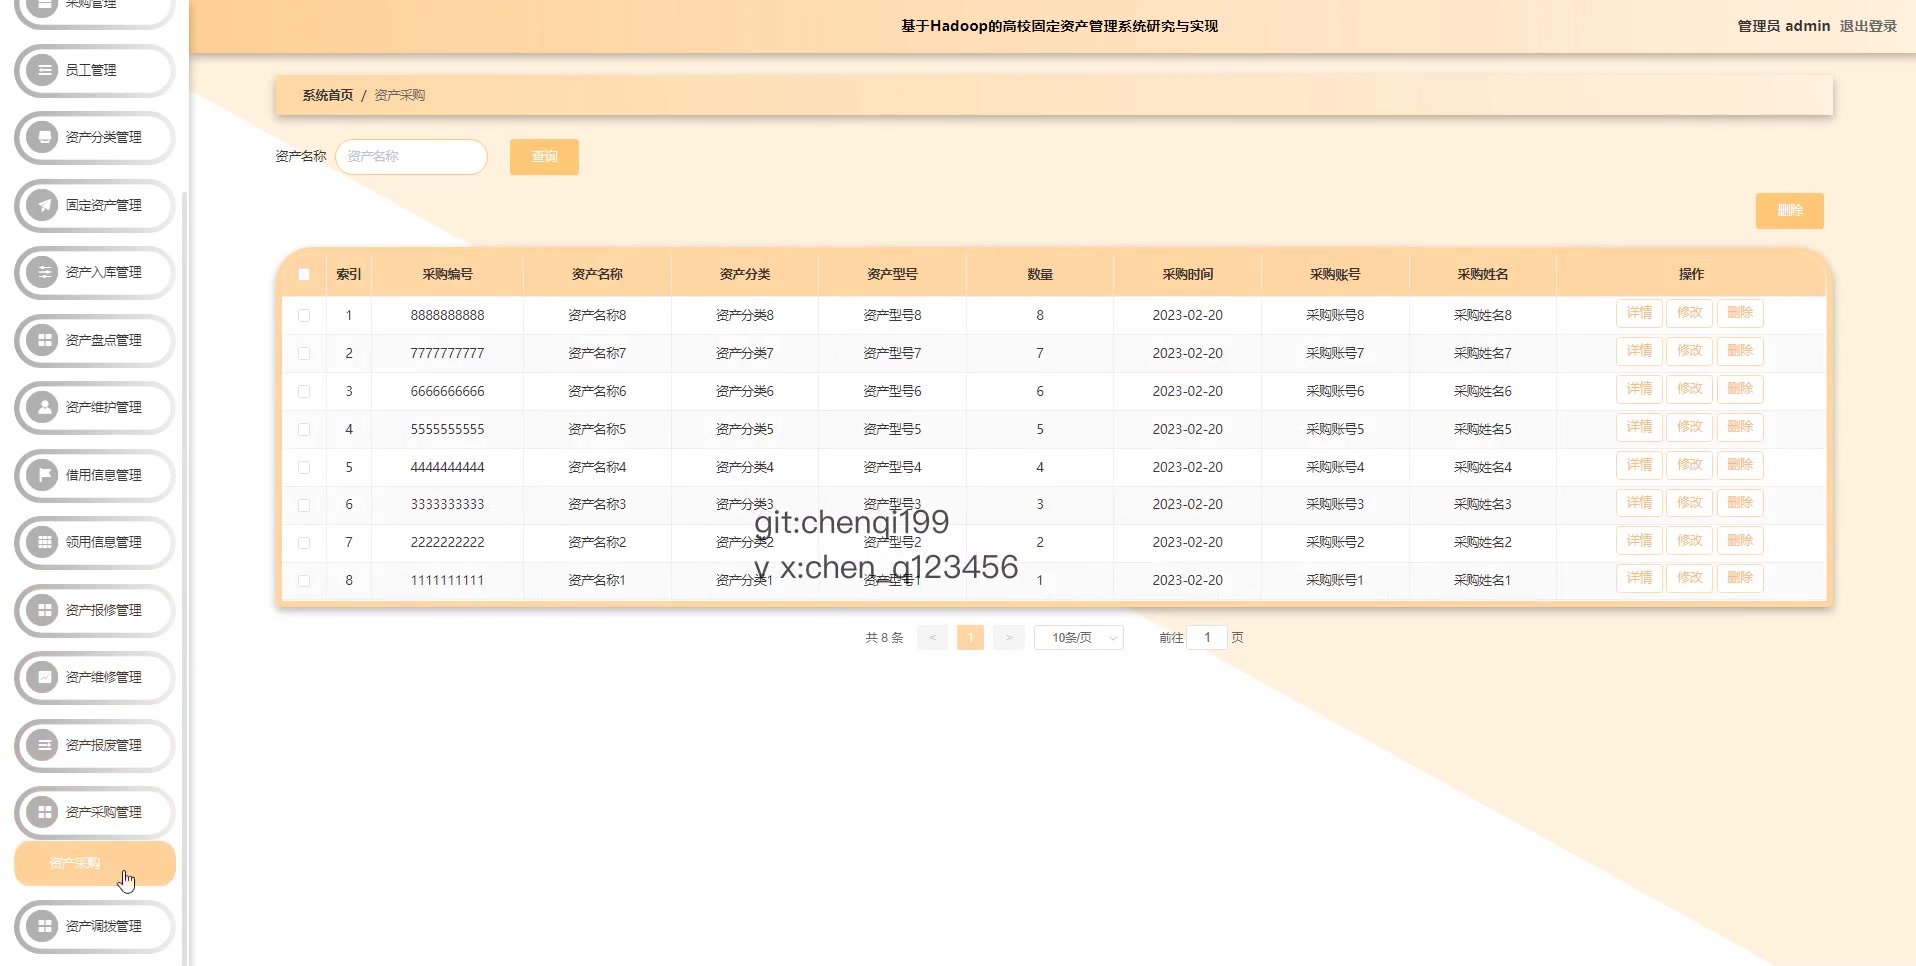 采购管理
员工管理
资产分类管理
固定资产管理
资产入库管理
资产盘点管理
资产维护管理
借用信息管理
领用信息管理
资产报修管理
资产维修管理
资产报废管理
资产采购管理
资产采购
资产调拨管理
基于Hadoop的高校固定资产管理系统研究与实现
管理员 admin 退出登录
系统首页 / 资产采购
资产名称 资产名称 查询
删除
索引 采购编号 资产名称 资产分类 资产型号 数量 采购时间 采购账号 采购姓名 操作
1 8888888888 资产名称8 资产分类8 资产型号8 8 2023-02-20 采购账号8 采购姓名8 详情 修改 删除
2 7777777777 资产名称7 资产分类7 资产型号7 7 2023-02-20 采购账号7 采购姓名7 详情 修改 删除
3 6666666666 资产名称6 资产分类6 资产型号6 6 2023-02-20 采购账号6 采购姓名6 详情 修改 删除
4 5555555555 资产名称5 资产分类5 资产型号5 5 2023-02-20 采购账号5 采购姓名5 详情 修改 删除
5 4444444444 资产名称4 资产分类4 资产型号4 4 2023-02-20 采购账号4 采购姓名4 详情 修改 删除
6 3333333333 资产名称3 资产分类3 资产型号3 3 2023-02-20 采购账号3 采购姓名3 详情 修改 删除
git:chenqi199
7 2222222222 资产名称2 资产分类2 资产型号2 2 2023-02-20 采购账号2 采购姓名2 详情 修改 删除
v x:chen_q123456
8 1111111111 资产名称1 资产分类1 资产型号1 1 2023-02-20 采购账号1 采购姓名1 详情 修改 删除
共 8 条 < 1 > 10条/页 前往 1 页